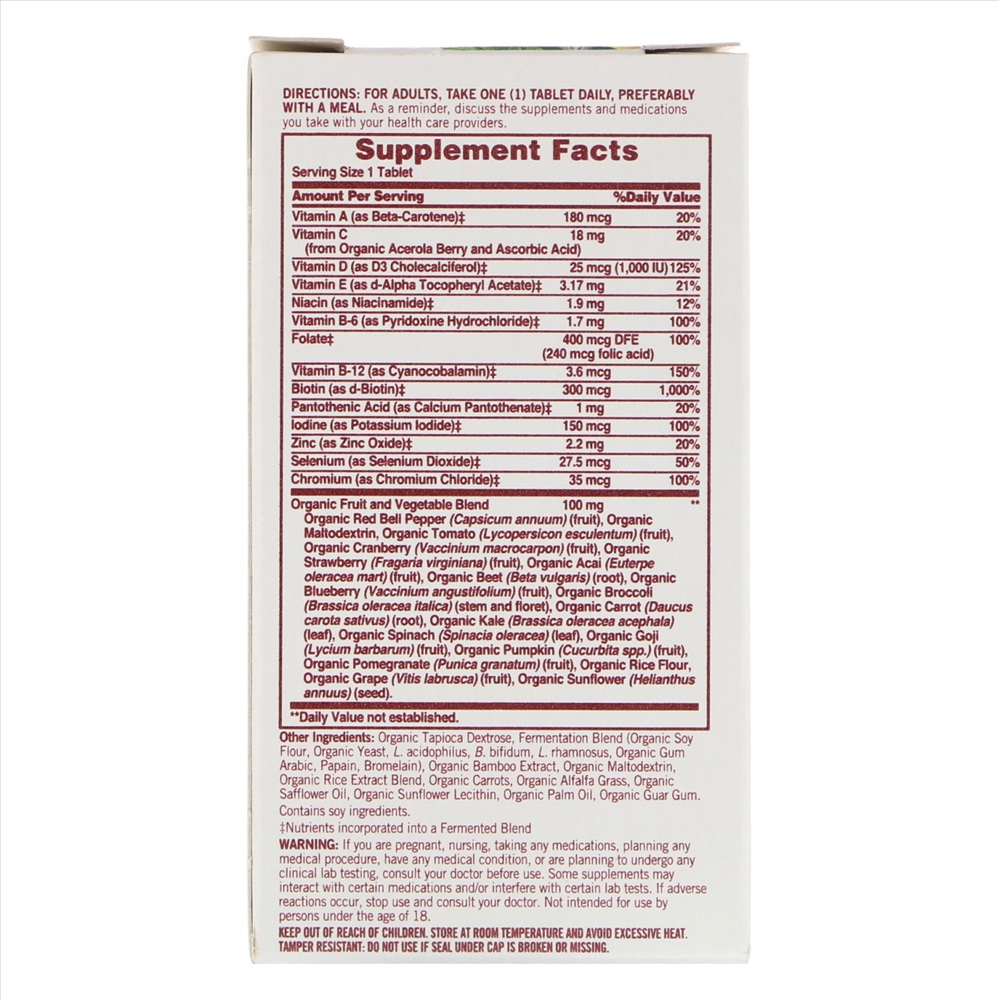 DIRECTIONS: FOR ADULTS, TAKE ONE (1) TABLET DAILY, PREFERABLY
WITH A MEAL. As a reminder, discuss the supplements and medications
you take with your health care providers.
Supplement Facts
Serving Size 1 Tablet
Amount Per Serving %Daily Value
Vitamin A (as Beta-Carotene)‡ 180 mcg 20%
Vitamin C 18 mg 20%
(from Organic Acerola Berry and Ascorbic Acid)
Vitamin D (as D3 Cholecalciferol)‡ 25 mcg (1,000 IU) 125%
Vitamin E (as d-Alpha Tocopheryl Acetate)‡ 3.17 mg 21%
Niacin (as Niacinamide)‡ 1.9 mg 12%
Vitamin B-6 (as Pyridoxine Hydrochloride)‡ 1.7 mg 100%
Folate‡ 400 mcg DFE 100%
(240 mcg folic acid)
Vitamin B-12 (as Cyanocobalamin)‡ 3.6 mcg 150%
Biotin (as d-Biotin)‡ 300 mcg 1,000%
Pantothenic Acid (as Calcium Pantothenate)‡ 1 mg 20%
Iodine (as Potassium Iodide)‡ 150 mcg 100%
Zinc (as Zinc Oxide)‡ 2.2 mg 20%
Selenium (as Selenium Dioxide)‡ 27.5 mcg 50%
Chromium (as Chromium Chloride)‡ 35 mcg 100%
Organic Fruit and Vegetable Blend 100 mg **
Organic Red Bell Pepper (Capsicum annuum) (fruit), Organic
Maltodextrin, Organic Tomato (Lycopersicon esculentum) (fruit),
Organic Cranberry (Vaccinium macrocarpon) (fruit), Organic
Strawberry (Fragaria virginiana) (fruit), Organic Acai (Euterpe
oleracea mart) (fruit), Organic Beet (Beta vulgaris) (root), Organic
Blueberry (Vaccinium angustifolium) (fruit), Organic Broccoli
(Brassica oleracea italica) (stem and floret), Organic Carrot (Daucus
carota sativus) (root), Organic Kale (Brassica oleracea acephala)
(leaf), Organic Spinach (Spinacia oleracea) (leaf), Organic Goji
(Lycium barbarum) (fruit), Organic Pumpkin (Cucurbita spp.) (fruit),
Organic Pomegranate (Punica granatum) (fruit), Organic Rice Flour,
Organic Grape (Vitis labrusca) (fruit), Organic Sunflower (Helianthus
annuus) (seed).
**Daily Value not established.
Other Ingredients: Organic Tapioca Dextrose, Fermentation Blend (Organic Soy
Flour, Organic Yeast, L. acidophilus, B. bifidum, L. rhamnosus, Organic Gum
Arabic, Papain, Bromelain), Organic Bamboo Extract, Organic Maltodextrin,
Organic Rice Extract Blend, Organic Carrots, Organic Alfalfa Grass, Organic
Safflower Oil, Organic Sunflower Lecithin, Organic Palm Oil, Organic Guar Gum.
Contains soy ingredients.
‡Nutrients incorporated into a Fermented Blend
WARNING: If you are pregnant, nursing, taking any medications, planning any
medical procedure, have any medical condition, or are planning to undergo any
clinical lab testing, consult your doctor before use. Some supplements may
interact with certain medications and/or interfere with certain lab tests. If adverse
reactions occur, stop use and consult your doctor. Not intended for use by
persons under the age of 18.
KEEP OUT OF REACH OF CHILDREN. STORE AT ROOM TEMPERATURE AND AVOID EXCESSIVE HEAT.
TAMPER RESISTANT: DO NOT USE IF SEAL UNDER CAP IS BROKEN OR MISSING.